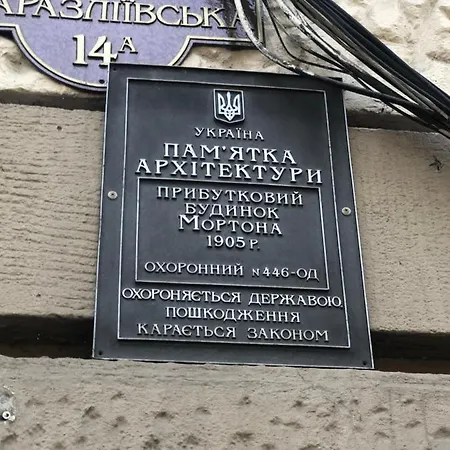 АРАЗЛІЇВСЬКА
14А
УКРАЇНА
ПАМ'ЯТКА
АРХІТЕКТУРИ
ПРИБУТКОВИЙ
БУДИНОК
МОРТОНА
1905 Р.
ОХОРОННИЙ №446-ОД
ОХОРОНЯЄТЬСЯ ДЕРЖАВОЮ,
ПОШКОДЖЕННЯ
КАРАЄТЬСЯ ЗАКОНОМ